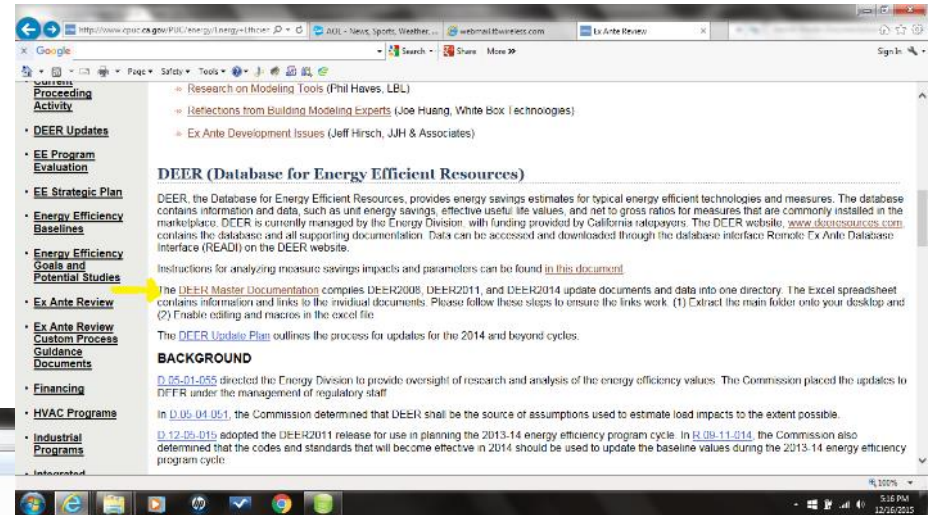 http://www.cpuc.ca.gov/PUC/energy/Energy+Efficien
AOL - News, Sports, Weather, ...
webmail.ttwireless.com
Ex Ante Review
x Google
Search
Share
More >>
Sign In
Page
Safety
Tools
Current
Proceeding
Activity
• DEER Updates
• EE Program
Evaluation
• EE Strategic Plan
• Energy Efficiency
Baselines
• Energy Efficiency
Goals and
Potential Studies
• Ex Ante Review
• Ex Ante Review
Custom Process
Guidance
Documents
• Financing
• HVAC Programs
• Industrial
Programs
• Integrated
Research on Modeling Tools (Phil Haves, LBL)
Reflections from Building Modeling Experts (Joe Huang, White Box Technologies)
Ex Ante Development Issues (Jeff Hirsch, JJH & Associates)
DEER (Database for Energy Efficient Resources)
DEER, the Database for Energy Efficient Resources, provides energy savings estimates for typical energy efficient technologies and measures. The database
contains information and data, such as unit energy savings, effective useful life values, and net to gross ratios for measures that are commonly installed in the
marketplace. DEER is currently managed by the Energy Division, with funding provided by California ratepayers. The DEER website, www.deeresources.com,
contains the database and all supporting documentation. Data can be accessed and downloaded through the database interface Remote Ex Ante Database
Interface (READI) on the DEER website.
Instructions for analyzing measure savings impacts and parameters can be found in this document.
The DEER Master Documentation compiles DEER2008, DEER2011, and DEER2014 update documents and data into one directory. The Excel spreadsheet
contains information and links to the invidiual documents. Please follow these steps to ensure the links work. (1) Extract the main folder onto your desktop and
(2) Enable editing and macros in the excel file
The DEER Update Plan outlines the process for updates for the 2014 and beyond cycles.
BACKGROUND
D.05-01-055 directed the Energy Division to provide oversight of research and analysis of the energy efficiency values. The Commission placed the updates to
DEER under the management of regulatory staff.
In D.05-04-051, the Commission determined that DEER shall be the source of assumptions used to estimate load impacts to the extent possible.
D.12-05-015 adopted the DEER2011 release for use in planning the 2013-14 energy efficiency program cycle. In R.09-11-014, the Commission also
determined that the codes and standards that will become effective in 2014 should be used to update the baseline values during the 2013-14 energy efficiency
program cycle.
100%
hp
5:16 PM
12/16/2015